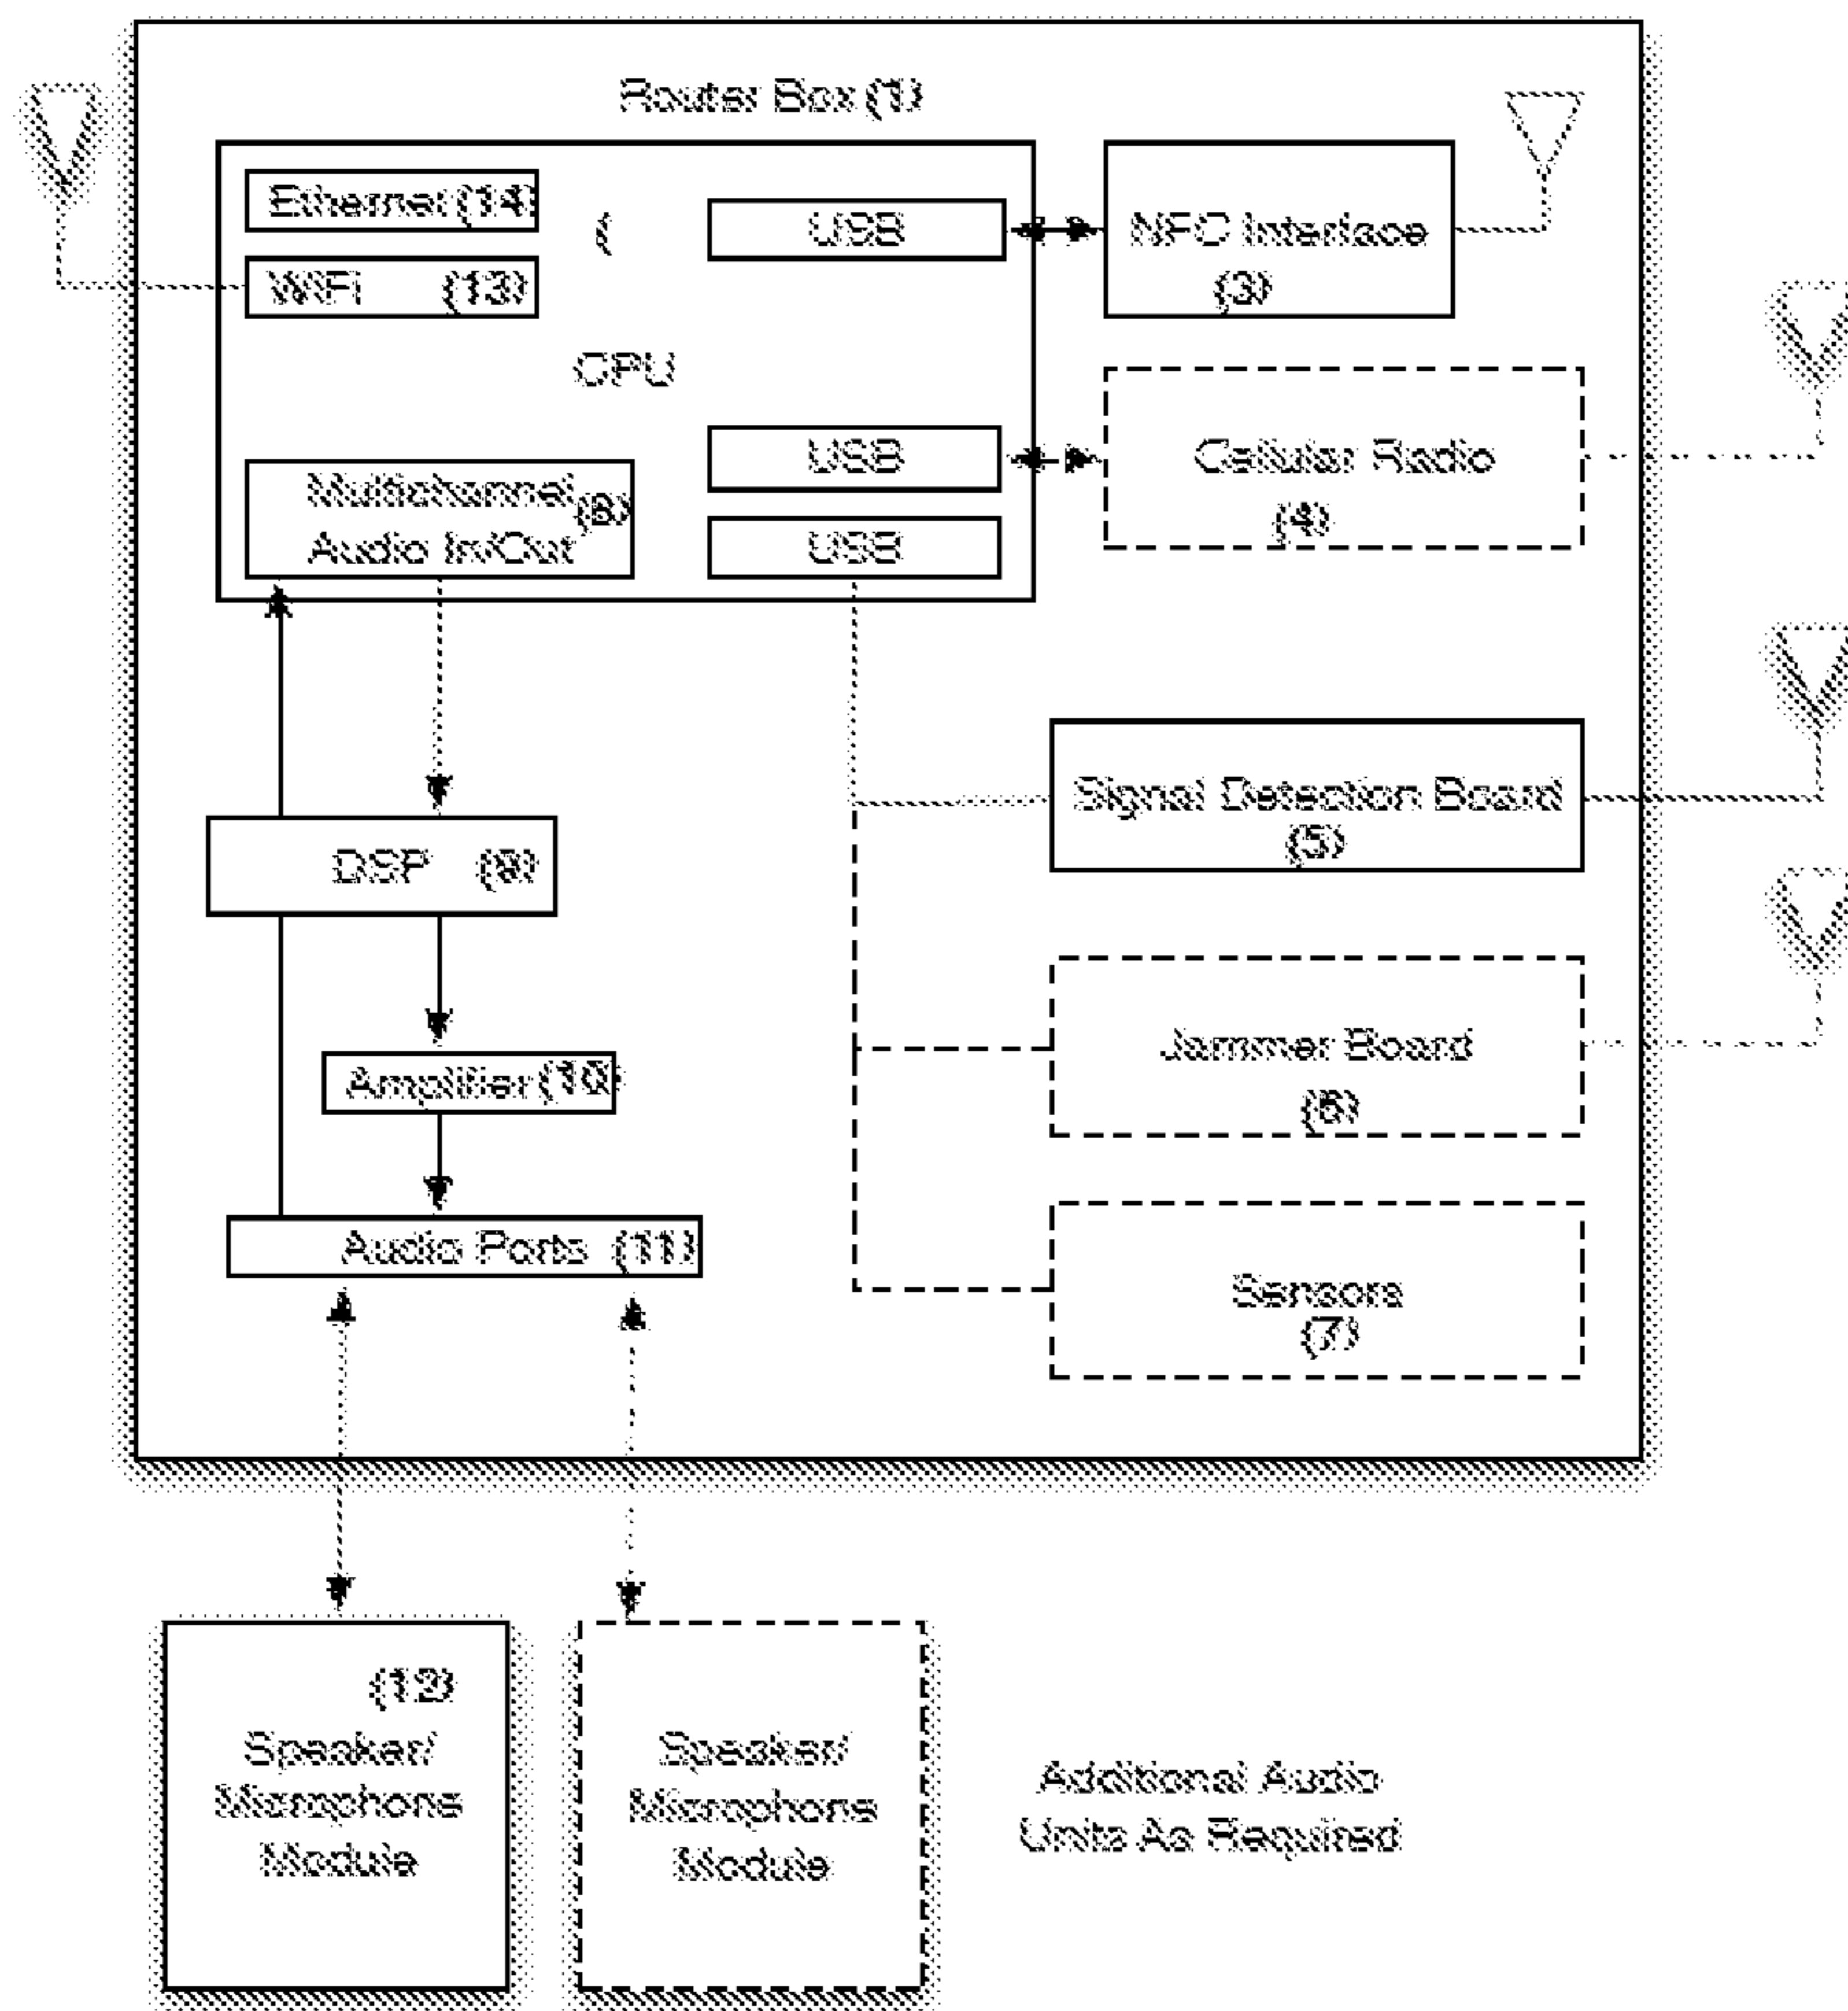 Router Box (1)
Ethernet (14)
WiFi (13)
(
USB
NFC Interface
(3)
CPU
USB
Cellular Radio
(4)
Multichannel
Audio In/Out
USB
Signal Detection Board
(5)
DSP (9)
Jammer Board
(6)
Amplifier (10)
Audio Ports (11)
Sensors
(7)
(12)
Speaker/
Microphone
Module
Speaker/
Microphone
Module
Additional Audio
Units As Required